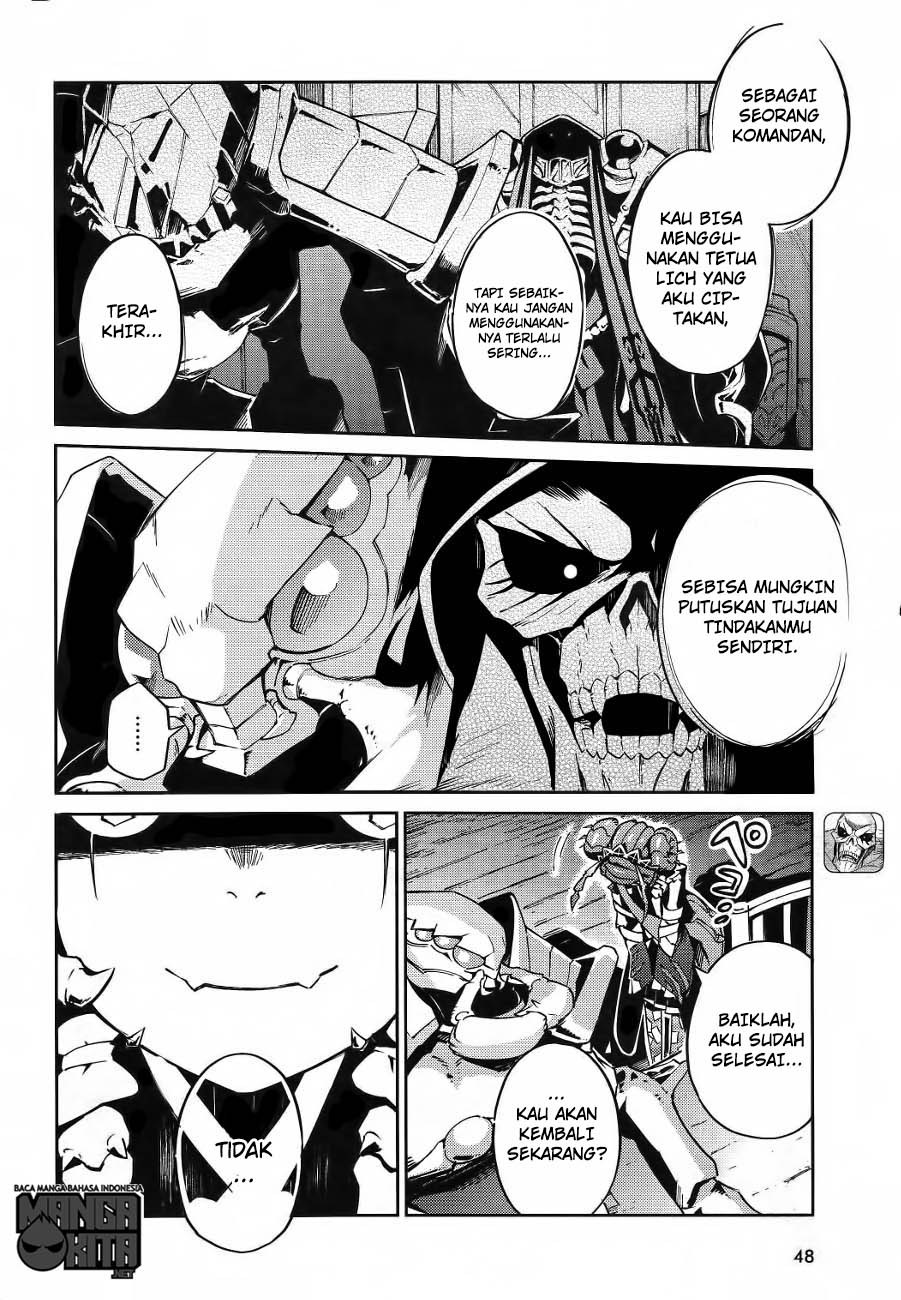 SEBAGAI
SEORANG
KOMANDAN,
KAU BISA
MENGGU-
NAKAN TETUA
LICH YANG
AKU CIP-
TAKAN,
TAPI SEBAIK-
NYA KAU JANGAN
MENGGUNAKAN-
NYA TERLALU
SERING...
TERA-
KHIR...
SEBISA MUNGKIN
PUTUSKAN TUJUAN
TINDAKANMU
SENDIRI.
......
ペコ...
BAIKLAH,
AKU SUDAH
SELESAI...
...
KAU AKAN
KEMBALI
SEKARANG?
TIDAK
...
BACA MANGA BAHASA INDONESIA
MANGA
KITA
.NET
48